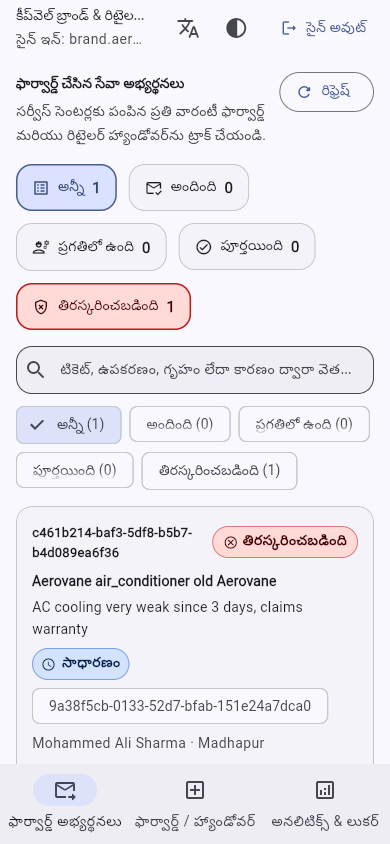 కీప్‌వెల్ బ్రాండ్ & రిటైల...
సైన్ ఇన్: brand.aer...
సైన్ అవుట్
ఫార్వార్డ్ చేసిన సేవా అభ్యర్థనలు
సర్వీస్ సెంటర్లకు పంపిన ప్రతి వారంటీ ఫార్వార్డ్
మరియు రిటైలర్ హ్యాండోవర్‌ను ట్రాక్ చేయండి.
రిఫ్రెష్
అన్నీ 1
అందింది 0
ప్రగతిలో ఉంది 0
పూర్తయింది 0
తిరస్కరించబడింది 1
టికెట్, ఉపకరణం, గృహం లేదా కారణం ద్వారా వెత...
అన్నీ (1)
అందింది (0)
ప్రగతిలో ఉంది (0)
పూర్తయింది (0)
తిరస్కరించబడింది (1)
c461b214-baf3-5df8-b5b7-
b4d089ea6f36
తిరస్కరించబడింది
Aerovane air_conditioner old Aerovane
AC cooling very weak since 3 days, claims
warranty
సాధారణం
9a38f5cb-0133-52d7-bfab-151e24a7dca0
Mohammed Ali Sharma · Madhapur
ఫార్వార్డ్ అభ్యర్థనలు
ఫార్వార్డ్ / హ్యాండోవర్
అనలిటిక్స్ & లుకర్